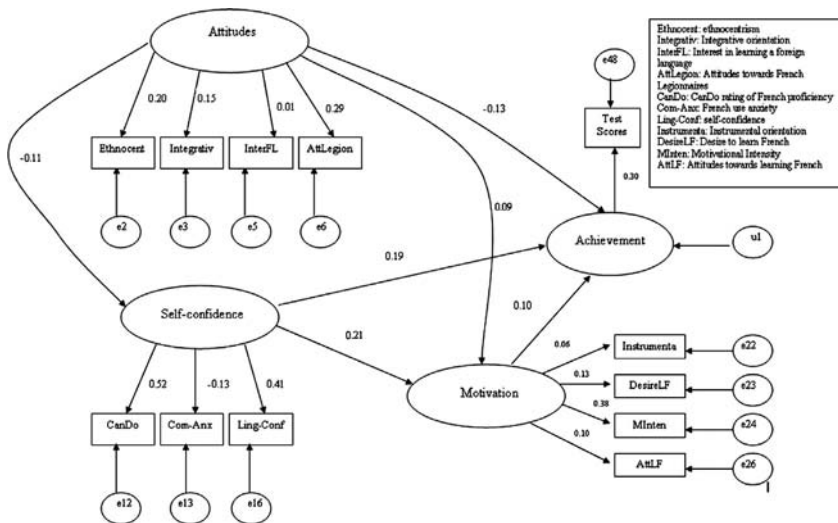 Attitudes
Ethnocent: ethnocentrism
Integrativ: Integrative orientation
InterFL: Interest in learning a foreign
language
AttLegion: Attitudes towards French
Legionnaires
CanDo: CanDo rating of French proficiency
Com-Anx: French use anxiety
Ling-Conf: self-confidence
Instrumenta: Instrumental orientation
DesireLF: Desire to learn French
MInten: Motivational Intensity
AttLF: Attitudes towards learning French
e48
Test
Scores
0.20
0.15
0.01
0.29
-0.13
-0.11
0.30
Ethnocent
Integrativ
InterFL
AttLegion
0.09
e2
e3
e5
e6
Achievement
u1
0.19
Self-confidence
0.10
0.21
0.06
Instrumenta
e22
0.13
DesireLF
e23
0.52
-0.13
0.41
Motivation
0.38
MInten
e24
CanDo
Com-Anx
Ling-Conf
0.10
AttLF
e26
e12
e13
e16